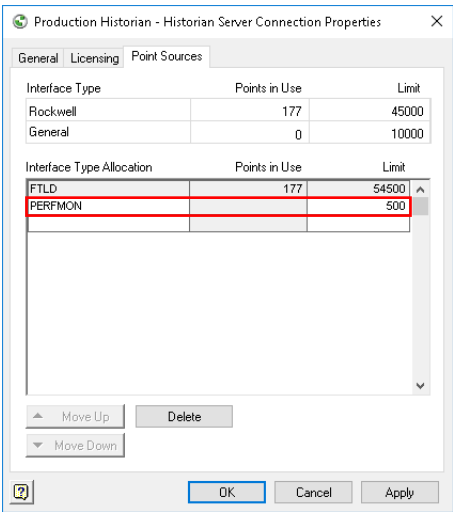 Production Historian - Historian Server Connection Properties
General Licensing Point Sources
Interface Type Points in Use Limit
Rockwell 177 45000
General 0 10000
Interface Type Allocation Points in Use Limit
FTLD 177 54500
PERFMON 500
Move Up Delete
Move Down
OK Cancel Apply